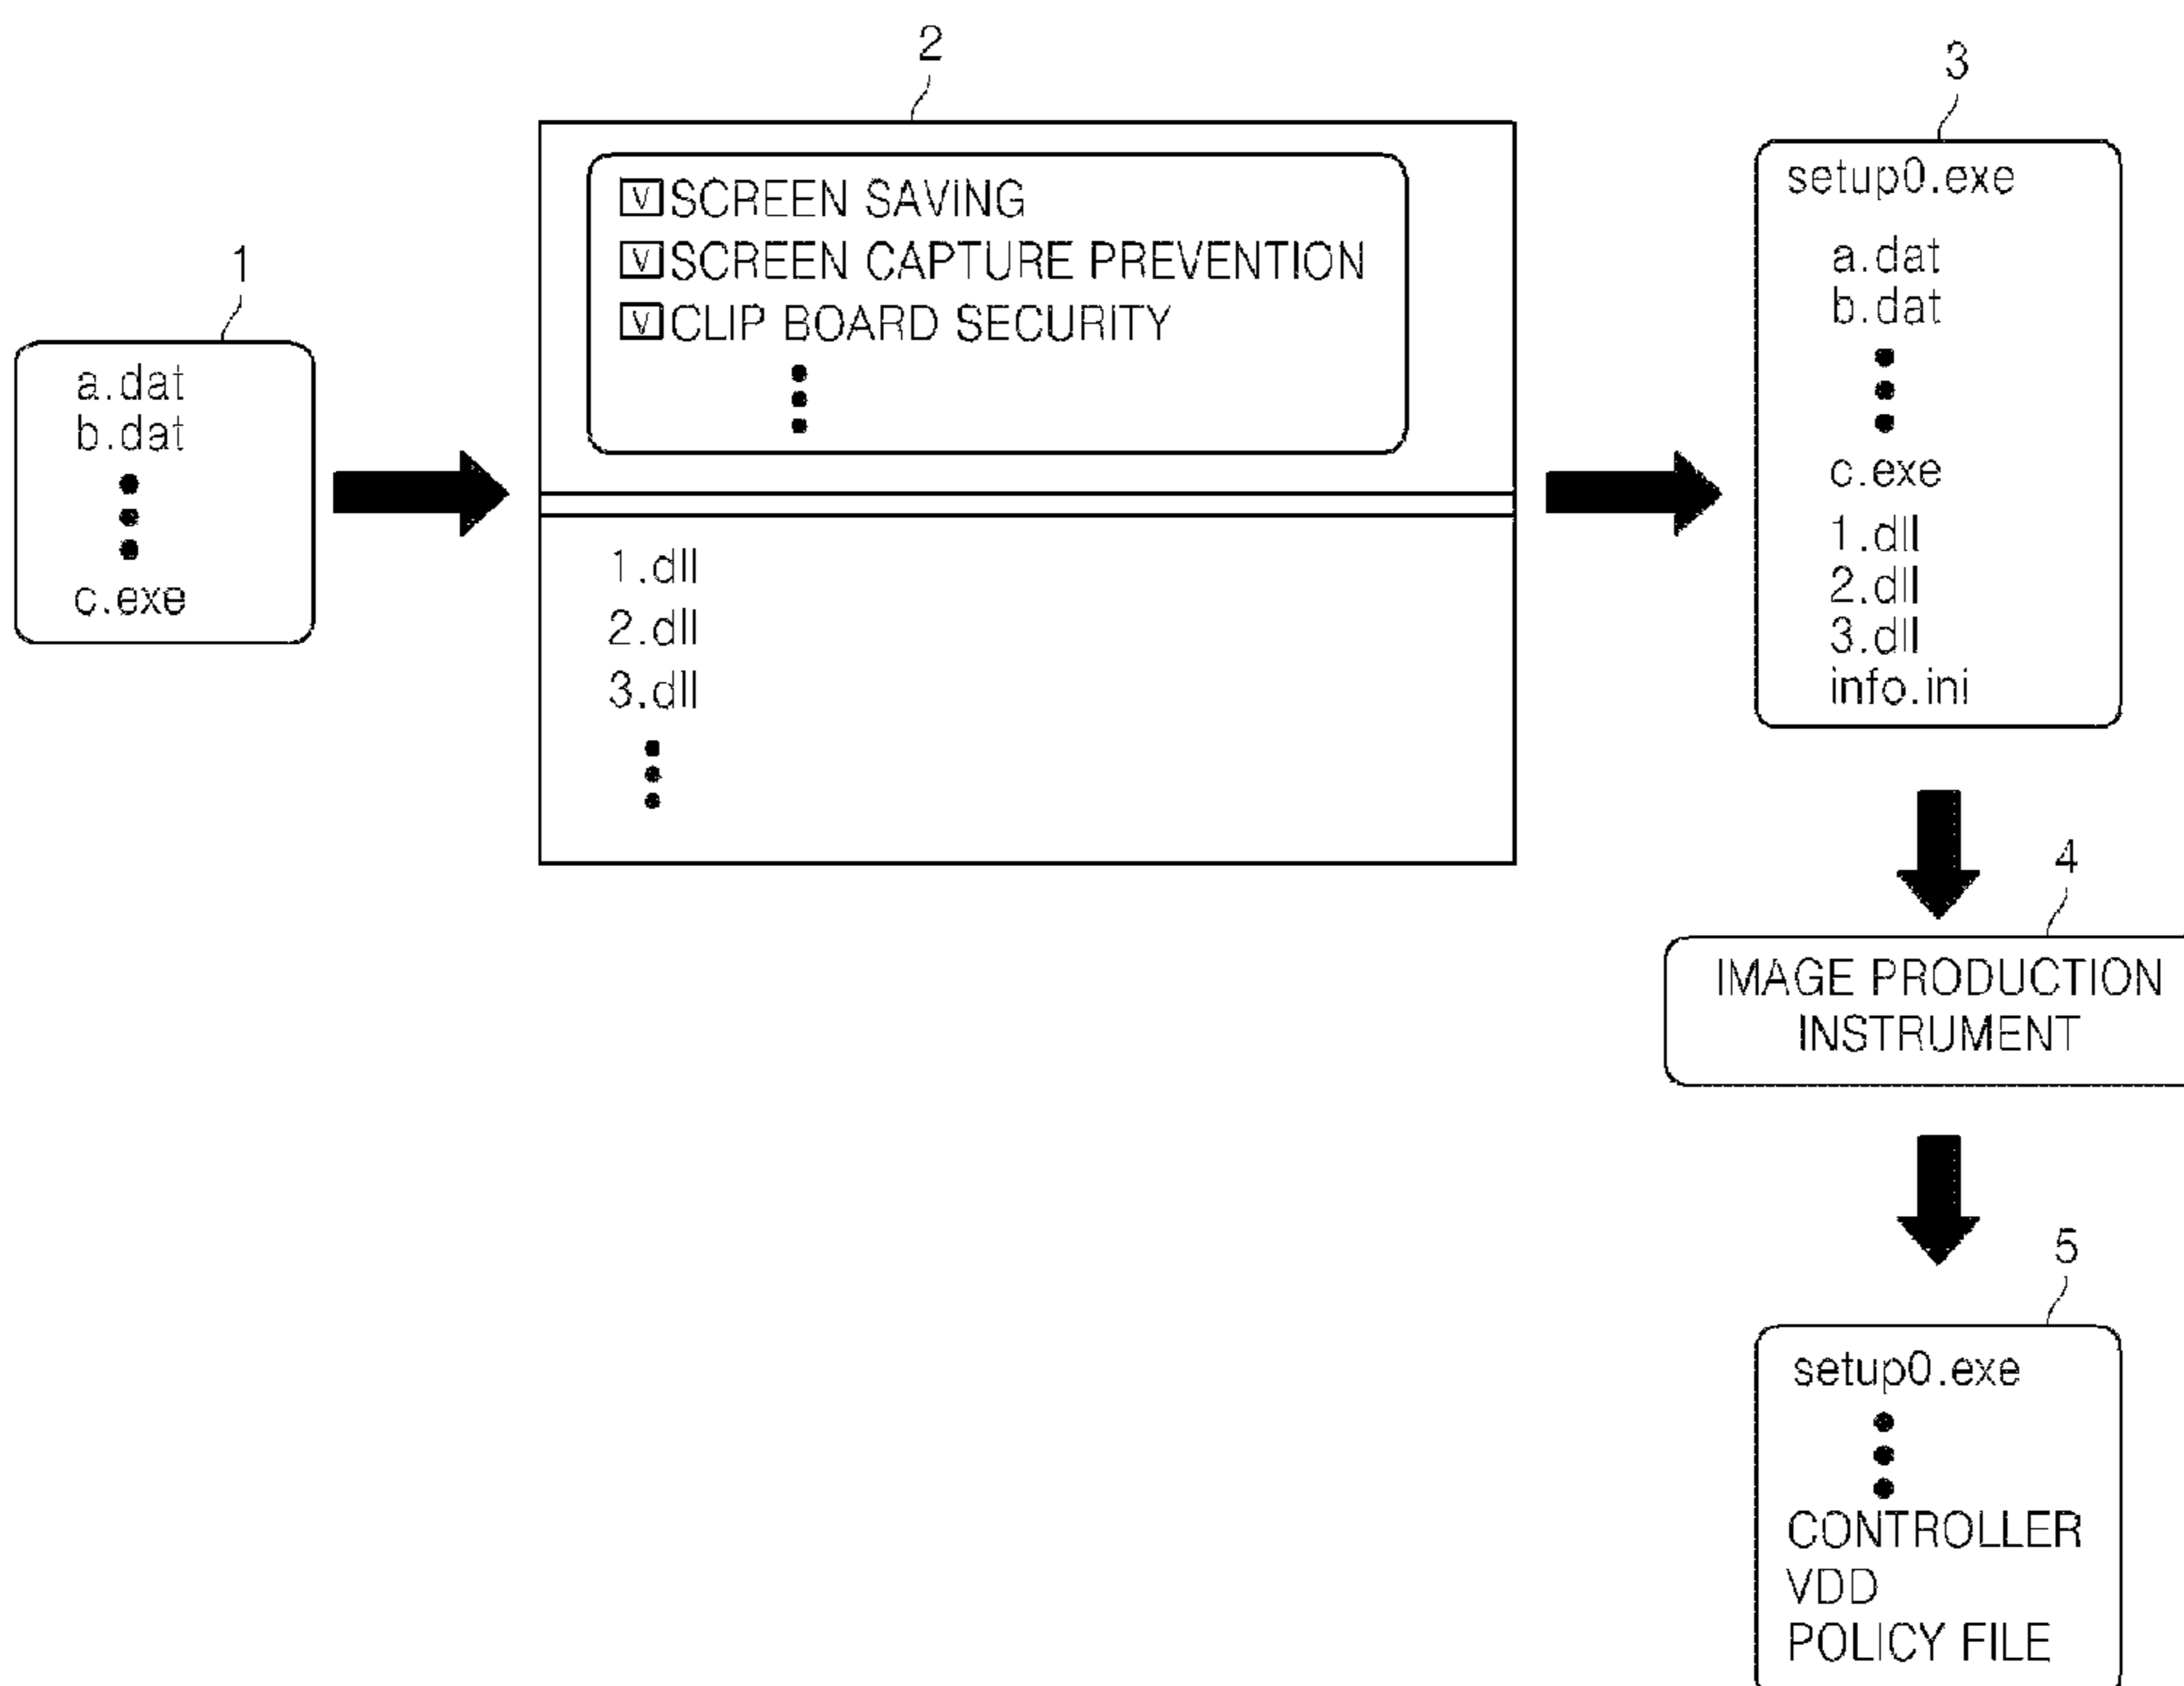 1
a.dat
b.dat
c.exe
2
V SCREEN SAVING
V SCREEN CAPTURE PREVENTION
V CLIP BOARD SECURITY
1.dll
2.dll
3.dll
3
setup0.exe
a.dat
b.dat
c.exe
1.dll
2.dll
3.dll
info.ini
4
IMAGE PRODUCTION
INSTRUMENT
5
setup0.exe
CONTROLLER
VDD
POLICY FILE